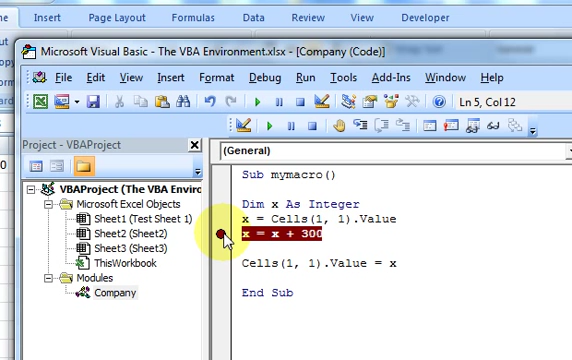 ome
Insert
Page Layout
Formulas
Data
Review
View
Developer
Microsoft Visual Basic - The VBA Environment.xlsx - [Company (Code)]
File Edit View Insert Format Debug Run Tools Add-Ins Window Help
Ln 5, Col 12
Project - VBAProject
(General)
VBAProject (The VBA Enviro
Microsoft Excel Objects
Sheet1 (Test Sheet 1)
Sheet2 (Sheet2)
Sheet3 (Sheet3)
ThisWorkbook
Modules
Company
Sub mymacro()
Dim x As Integer
x = Cells(1, 1).Value
x = x + 300
Cells(1, 1).Value = x
End Sub